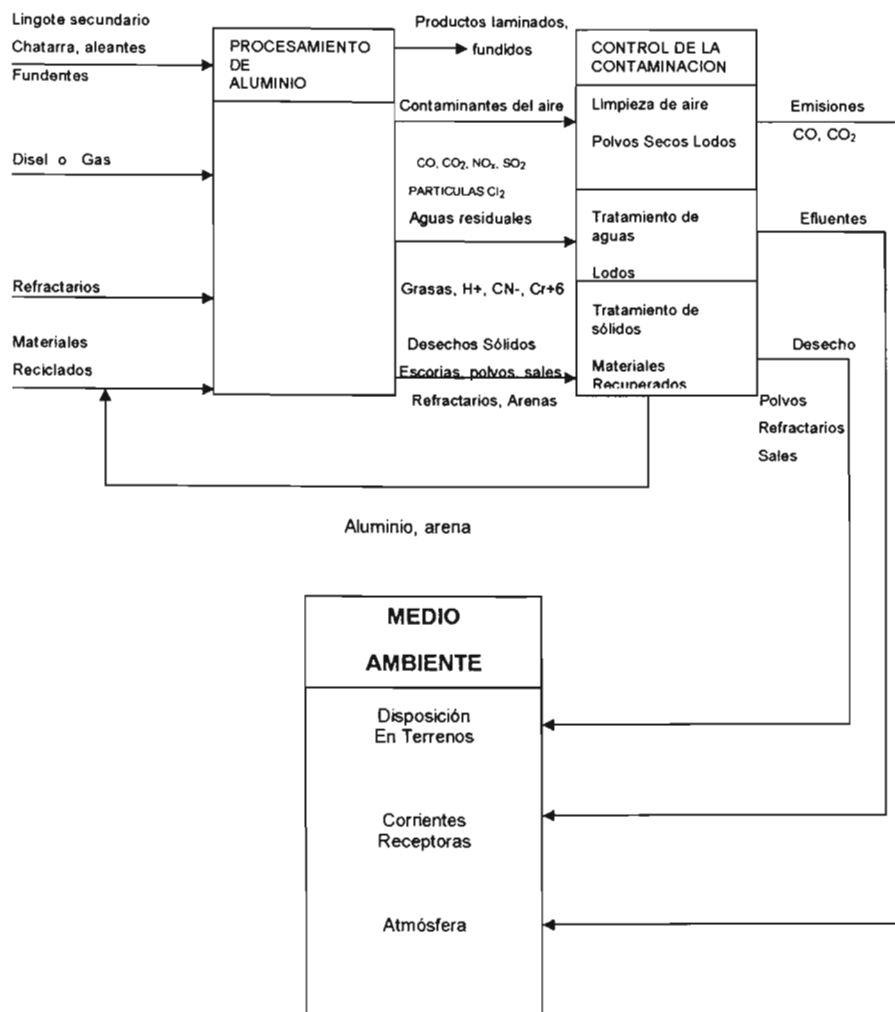 Lingote secundario
Chatarra, aleantes
Fundentes
Disel o Gas
Refractarios
Materiales
Reciclados
PROCESAMIENTO
DE
ALUMINIO
Productos laminados,
fundidos
Contaminantes del aire
CO, CO₂, NOₓ, SO₂
PARTICULAS Cl₂
Aguas residuales
Grasas, H+, CN-, Cr+6
Desechos Sólidos
Escorias, polvos, sales
Refractarios, Arenas
CONTROL DE LA
CONTAMINACION
Limpieza de aire
Polvos Secos Lodos
Tratamiento de
aguas
Lodos
Tratamiento de
sólidos
Materiales
Recuperados
Emisiones
CO, CO₂
Efluentes
Desecho
Polvos
Refractarios
Sales
Aluminio, arena
MEDIO
AMBIENTE
Disposición
En Terrenos
Corrientes
Receptoras
Atmósfera